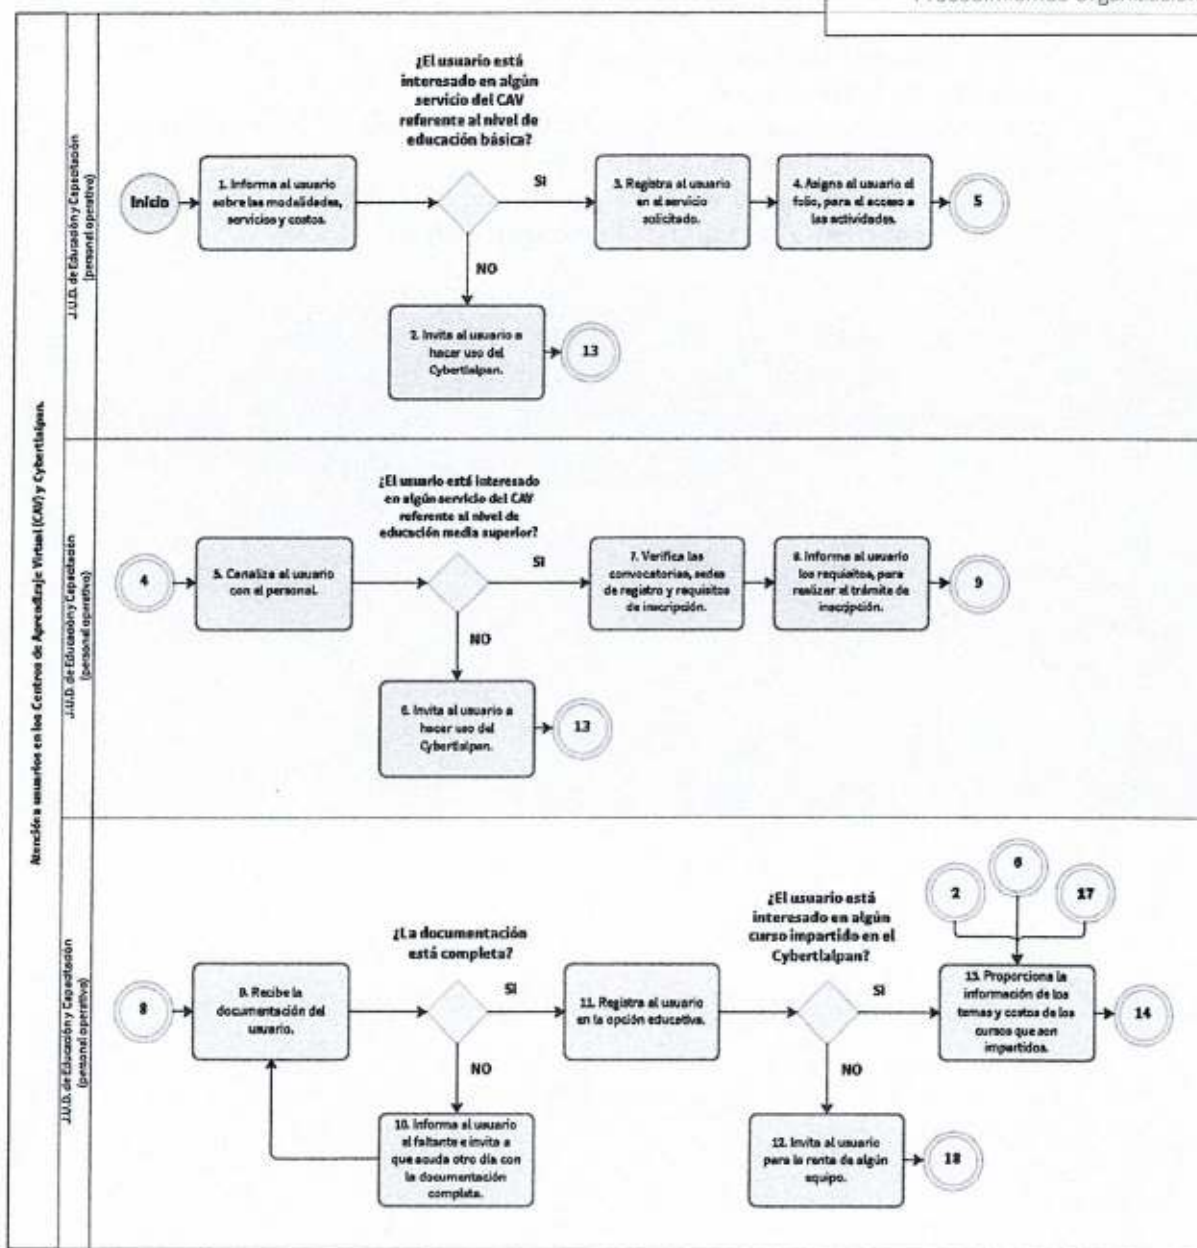 Procedimientos Organizacion
Atención a usuarios en los Centros de Aprendizaje Virtual (CAV) y Cybertlalpan.
J.U.D. de Educación y Capacitación
(personal operativo)
¿El usuario está
interesado en algún
servicio del CAV
referente al nivel de
educación básica?
Inicio
1. Informa al usuario
sobre las modalidades,
servicios y costos.
SI
3. Registra al usuario
en el servicio
solicitado.
4. Asigna al usuario el
folio, para el acceso a
las actividades.
5
NO
2. Invita al usuario a
hacer uso del
Cybertlalpan.
13
J.U.D. de Educación y Capacitación
(personal operativo)
¿El usuario está interesado
en algún servicio del CAV
referente al nivel de
educación media superior?
4
5. Canaliza al usuario
con el personal.
SI
7. Verifica las
convocatorias, sedes
de registro y requisitos
de inscripción.
8. Informa al usuario
los requisitos, para
realizar el trámite de
inscripción.
9
NO
6. Invita al usuario a
hacer uso del
Cybertlalpan.
13
J.U.D. de Educación y Capacitación
(personal operativo)
¿La documentación
está completa?
¿El usuario está
interesado en algún
curso impartido en el
Cybertlalpan?
2
6
17
8
9. Recibe la
documentación del
usuario.
SI
11. Registra al usuario
en la opción educativa.
SI
13. Proporciona la
información de los
temas y costos de los
cursos que son
impartidos.
14
NO
10. Informa al usuario
el faltante e invita a
que acuda otro día con
la documentación
completa.
NO
12. Invita al usuario
para la renta de algún
equipo.
18